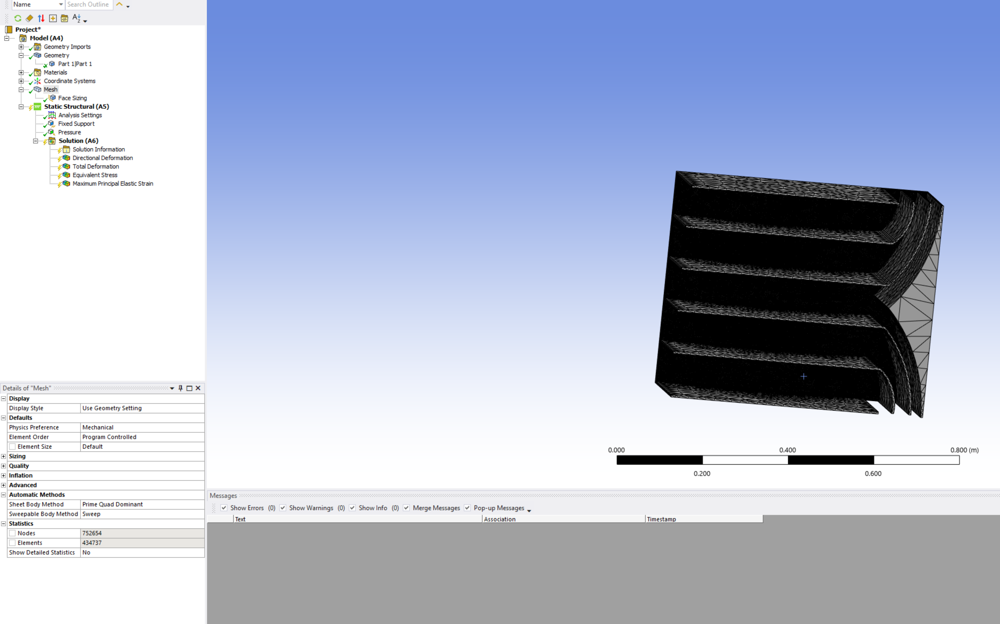 Name Search Outline
Project*
Model (A4)
Geometry Imports
Geometry
Part 1|Part 1
Materials
Coordinate Systems
Mesh
Face Sizing
Static Structural (A5)
Analysis Settings
Fixed Support
Pressure
Solution (A6)
Solution Information
Directional Deformation
Total Deformation
Equivalent Stress
Maximum Principal Elastic Strain
Details of "Mesh"
Display
Display Style Use Geometry Setting
Defaults
Physics Preference Mechanical
Element Order Program Controlled
Element Size Default
Sizing
Quality
Inflation
Advanced
Automatic Methods
Sheet Body Method Prime Quad Dominant
Sweepable Body Method Sweep
Statistics
Nodes 752654
Elements 434737
Show Detailed Statistics No
0.000 0.400 0.800 (m)
0.200 0.600
Messages
Show Errors (0) Show Warnings (0) Show Info (0) Merge Messages Pop-up Messages
Text Association Timestamp